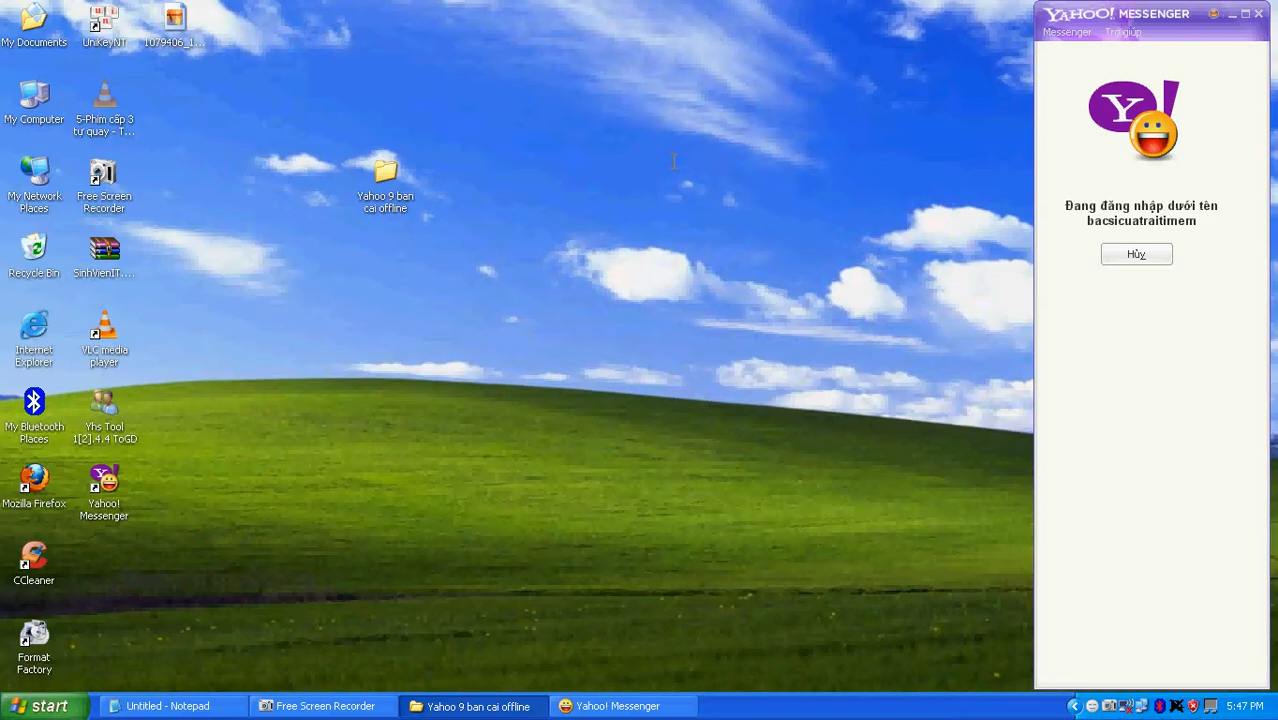 My Documents
UniKeyNT
1079406_1...
My Computer
5-Phim cấp 3
tự quay - T...
My Network
Places
Free Screen
Recorder
Yahoo 9 ban
cai offline
Recycle Bin
SinhVienIT....
Internet
Explorer
VLC media
player
My Bluetooth
Places
Yhs Tool
1[2].4.4 ToGD
Mozilla Firefox
Yahoo!
Messenger
CCleaner
Format
Factory
YAHOO! MESSENGER
Messenger Trợ giúp
Y!
Đang đăng nhập dưới tên
bacsicuatraitimem
Hủy
start
Untitled - Notepad
Free Screen Recorder
Yahoo 9 ban cai offline
Yahoo! Messenger
5:47 PM